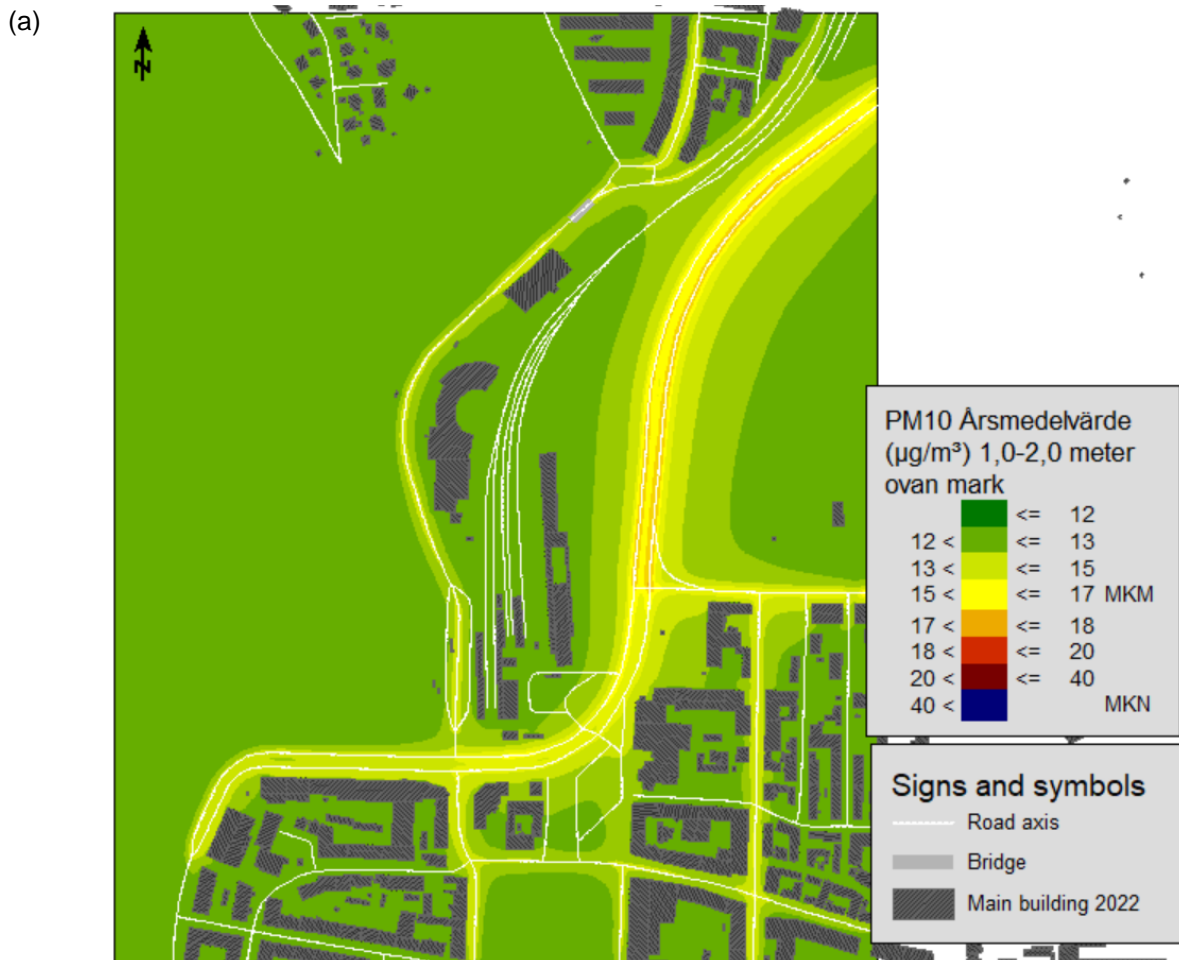 (a)
N
PM10 Årsmedelvärde
(µg/m³) 1,0-2,0 meter
ovan mark
<= 12
12 < <= 13
13 < <= 15
15 < <= 17 MKM
17 < <= 18
18 < <= 20
20 < <= 40
40 < MKN
Signs and symbols
Road axis
Bridge
Main building 2022